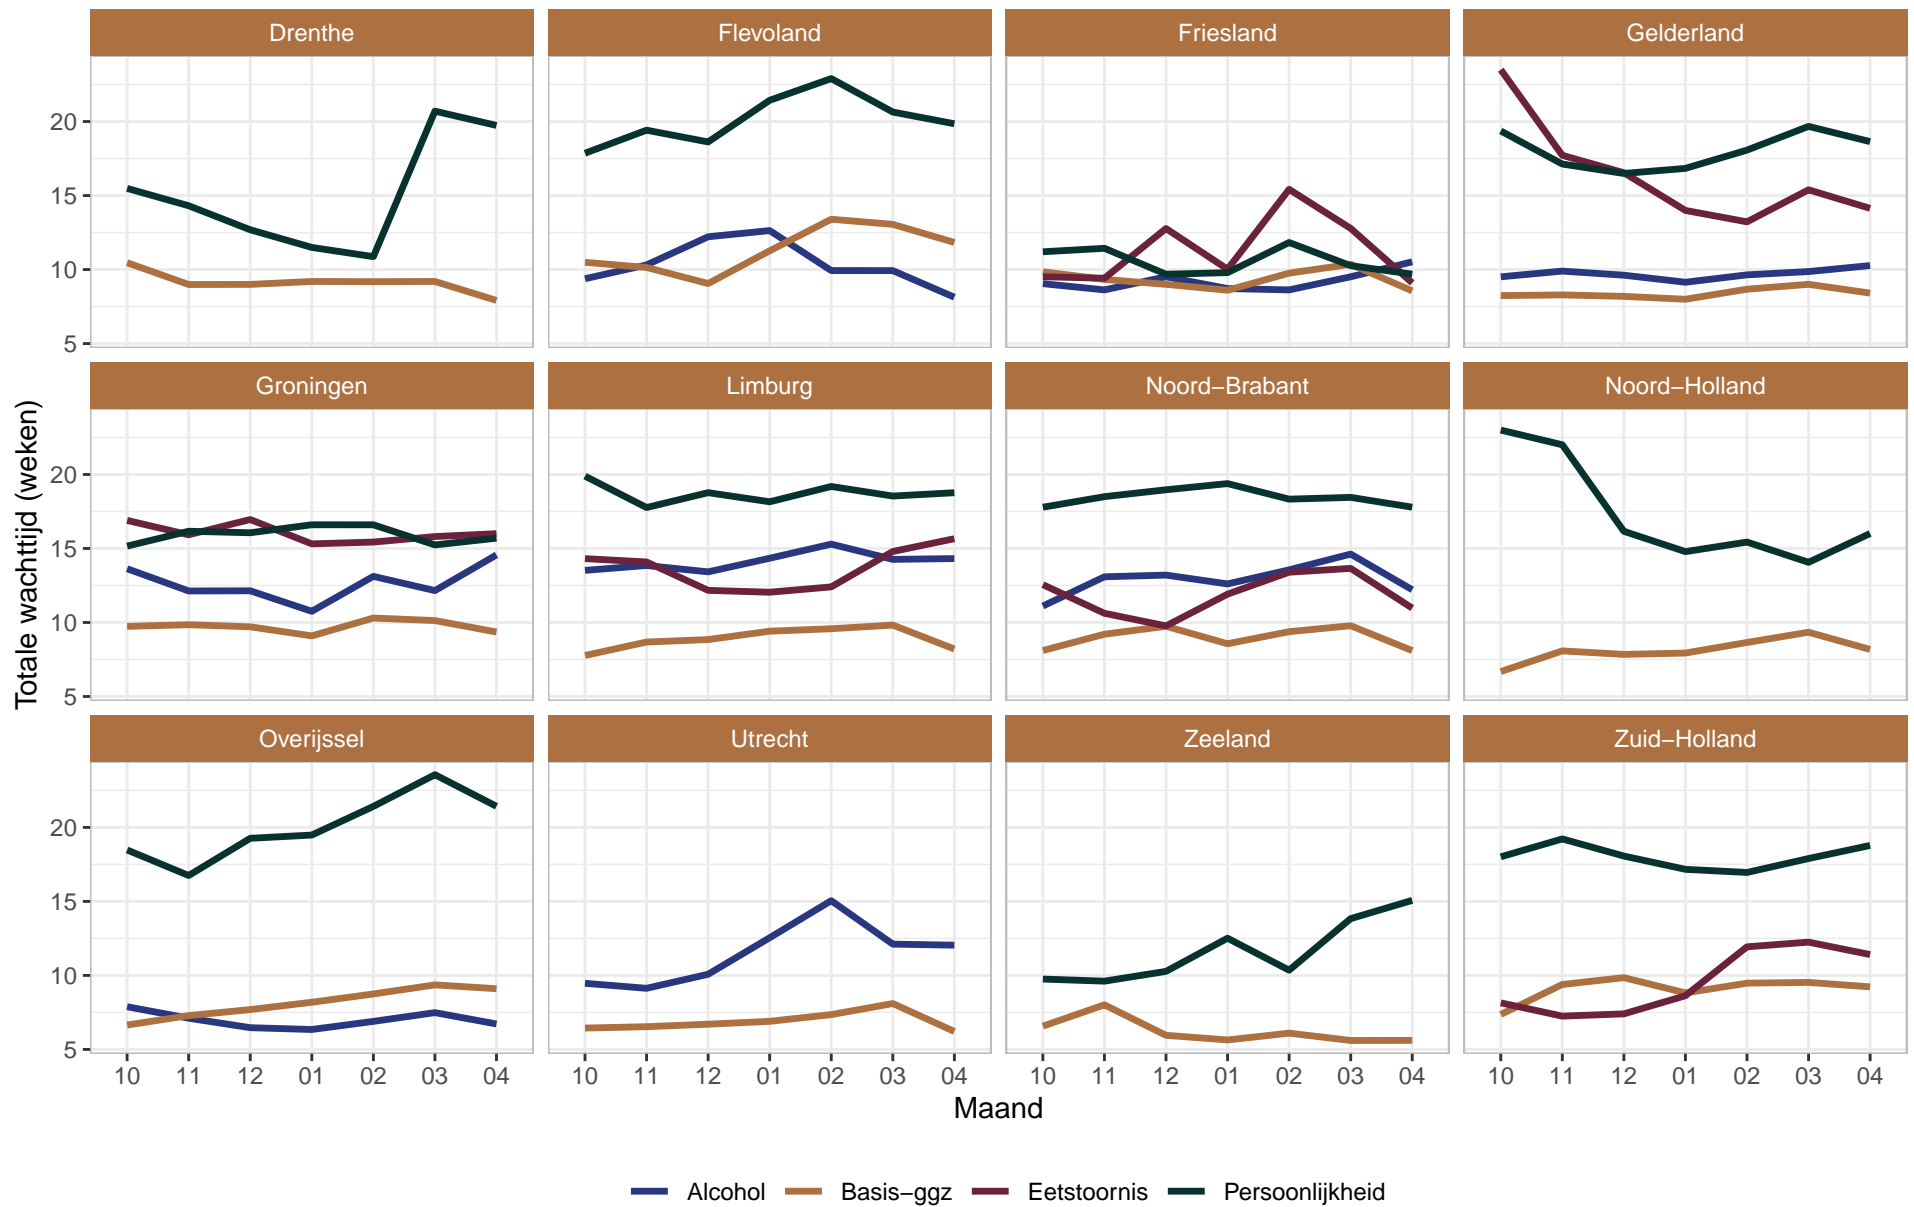 Drenthe Flevoland Friesland Gelderland
20
15
10
5
Groningen Limburg Noord−Brabant Noord−Holland
20
15
10
5
Totale wachttijd (weken)
Overijssel Utrecht Zeeland Zuid−Holland
20
15
10
5
10 11 12 01 02 03 04 10 11 12 01 02 03 04 10 11 12 01 02 03 04 10 11 12 01 02 03 04
Maand
Alcohol Basis−ggz Eetstoornis Persoonlijkheid